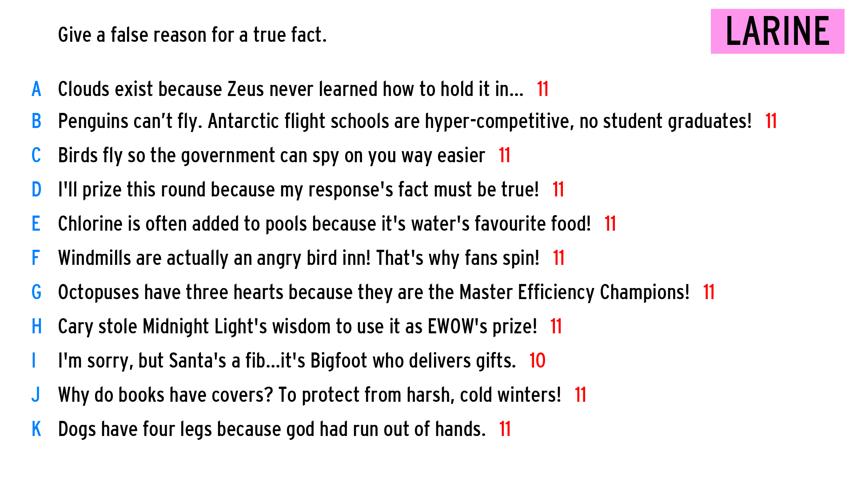 Give a false reason for a true fact.
LARINE
A Clouds exist because Zeus never learned how to hold it in... 11
B Penguins can't fly. Antarctic flight schools are hyper-competitive, no student graduates! 11
C Birds fly so the government can spy on you way easier 11
D I'll prize this round because my response's fact must be true! 11
E Chlorine is often added to pools because it's water's favourite food! 11
F Windmills are actually an angry bird inn! That's why fans spin! 11
G Octopuses have three hearts because they are the Master Efficiency Champions! 11
H Cary stole Midnight Light's wisdom to use it as EWOW's prize! 11
I I'm sorry, but Santa's a fib...it's Bigfoot who delivers gifts. 10
J Why do books have covers? To protect from harsh, cold winters! 11
K Dogs have four legs because god had run out of hands. 11